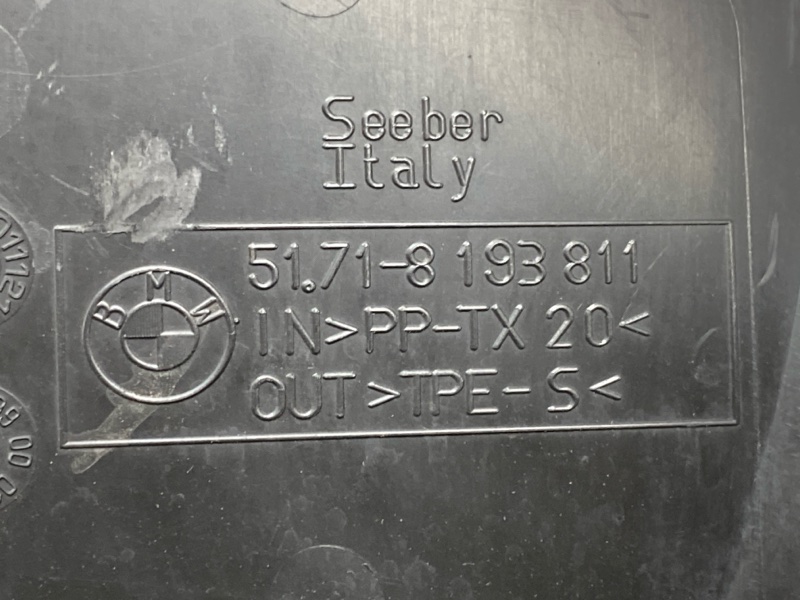 Seeber
Italy
BMW
51.71-8 193 811
IN>PP-TX 20<
OUT >TPE-S<